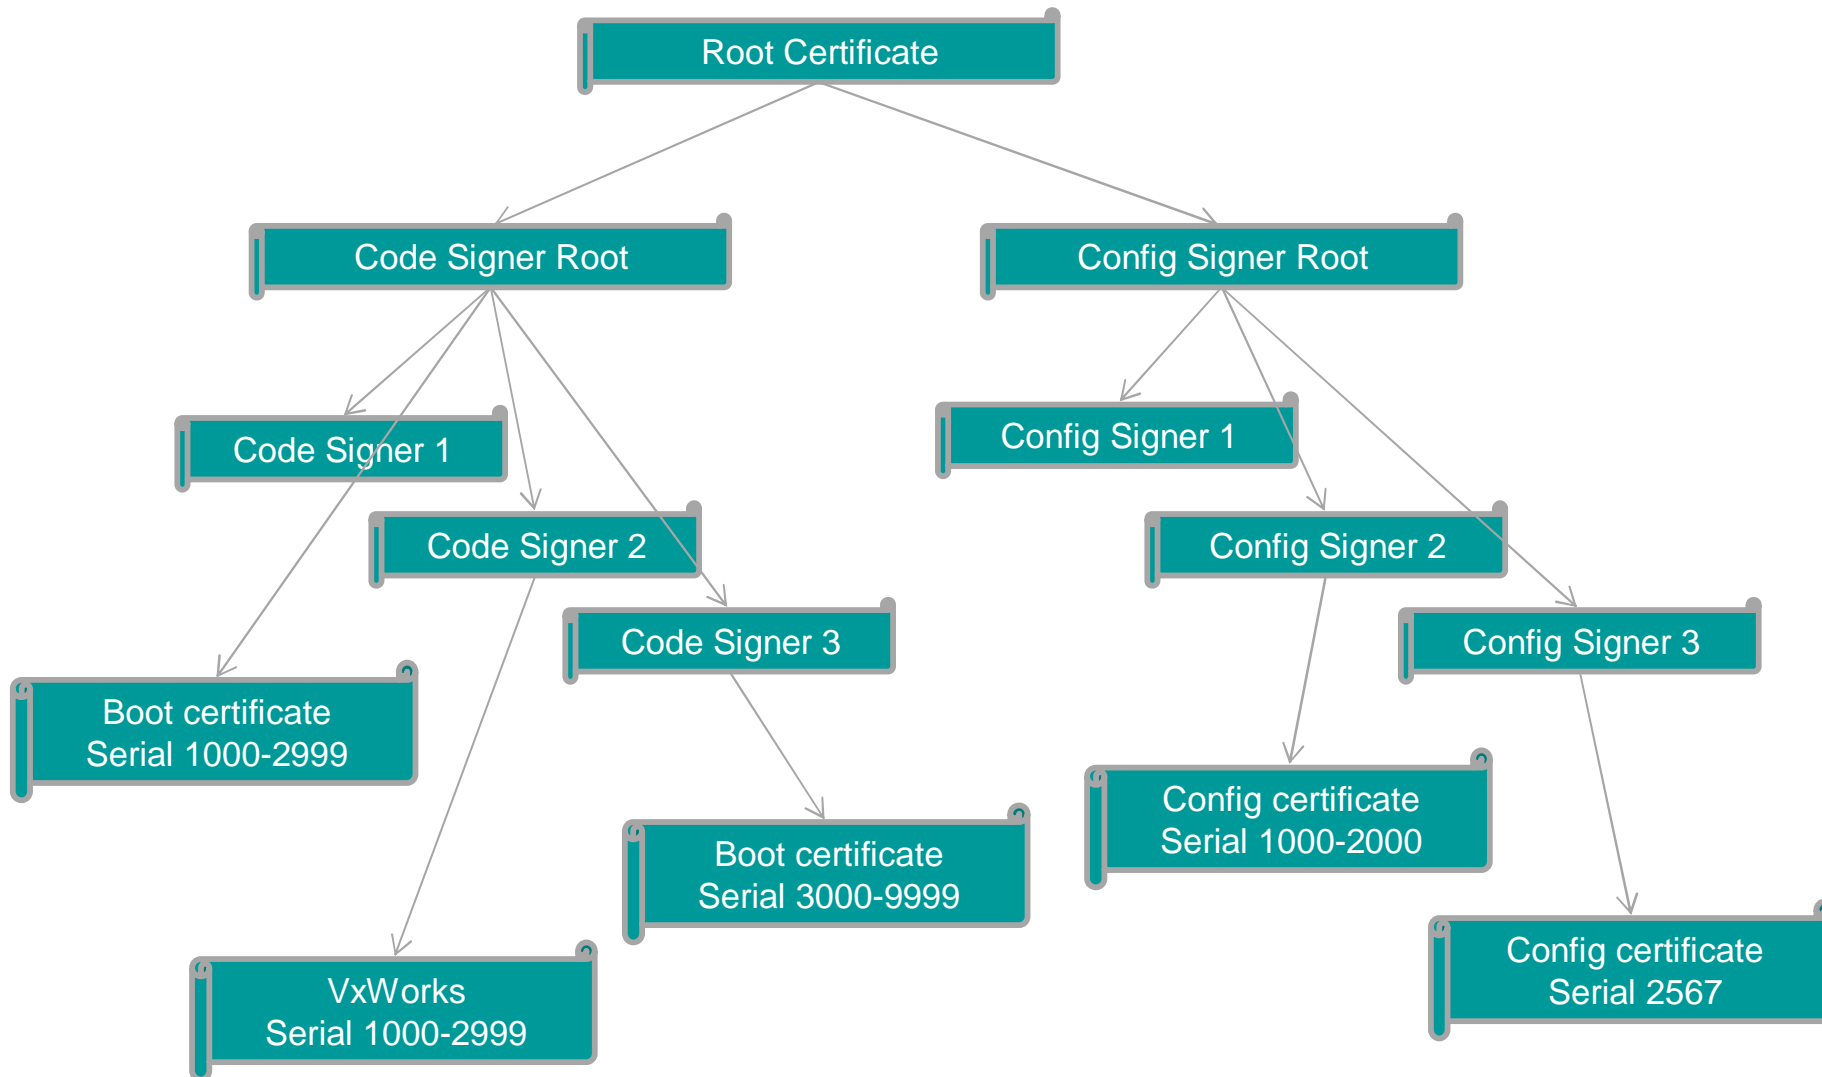 Root Certificate
Code Signer Root
Config Signer Root
Code Signer 1
Config Signer 1
Code Signer 2
Config Signer 2
Code Signer 3
Config Signer 3
Boot certificate
Serial 1000-2999
Config certificate
Serial 1000-2000
Boot certificate
Serial 3000-9999
Config certificate
Serial 2567
VxWorks
Serial 1000-2999